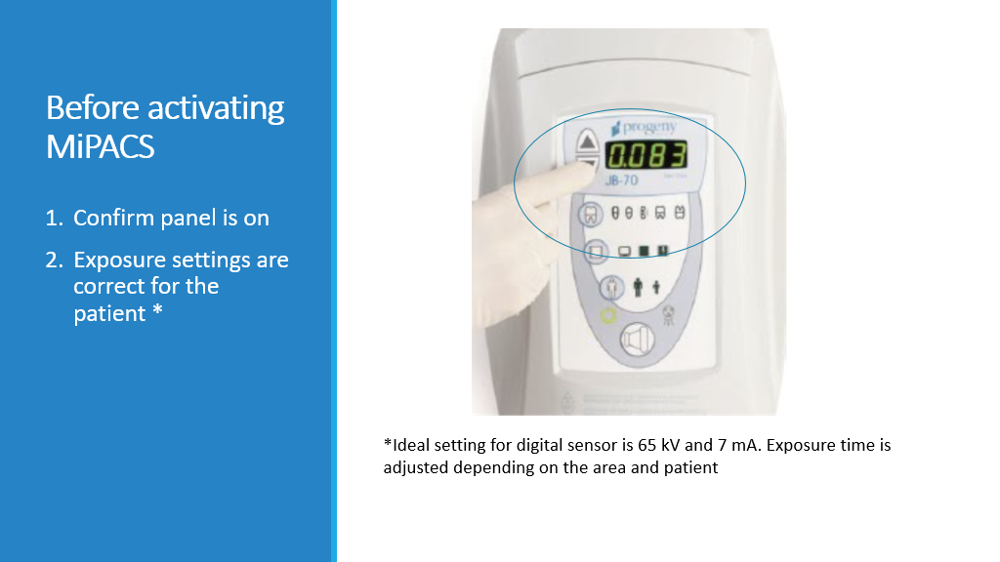 Before activating
MiPACS
1. Confirm panel is on
2. Exposure settings are
correct for the
patient *
progeny
0.083
JB-70
*Ideal setting for digital sensor is 65 kV and 7 mA. Exposure time is
adjusted depending on the area and patient